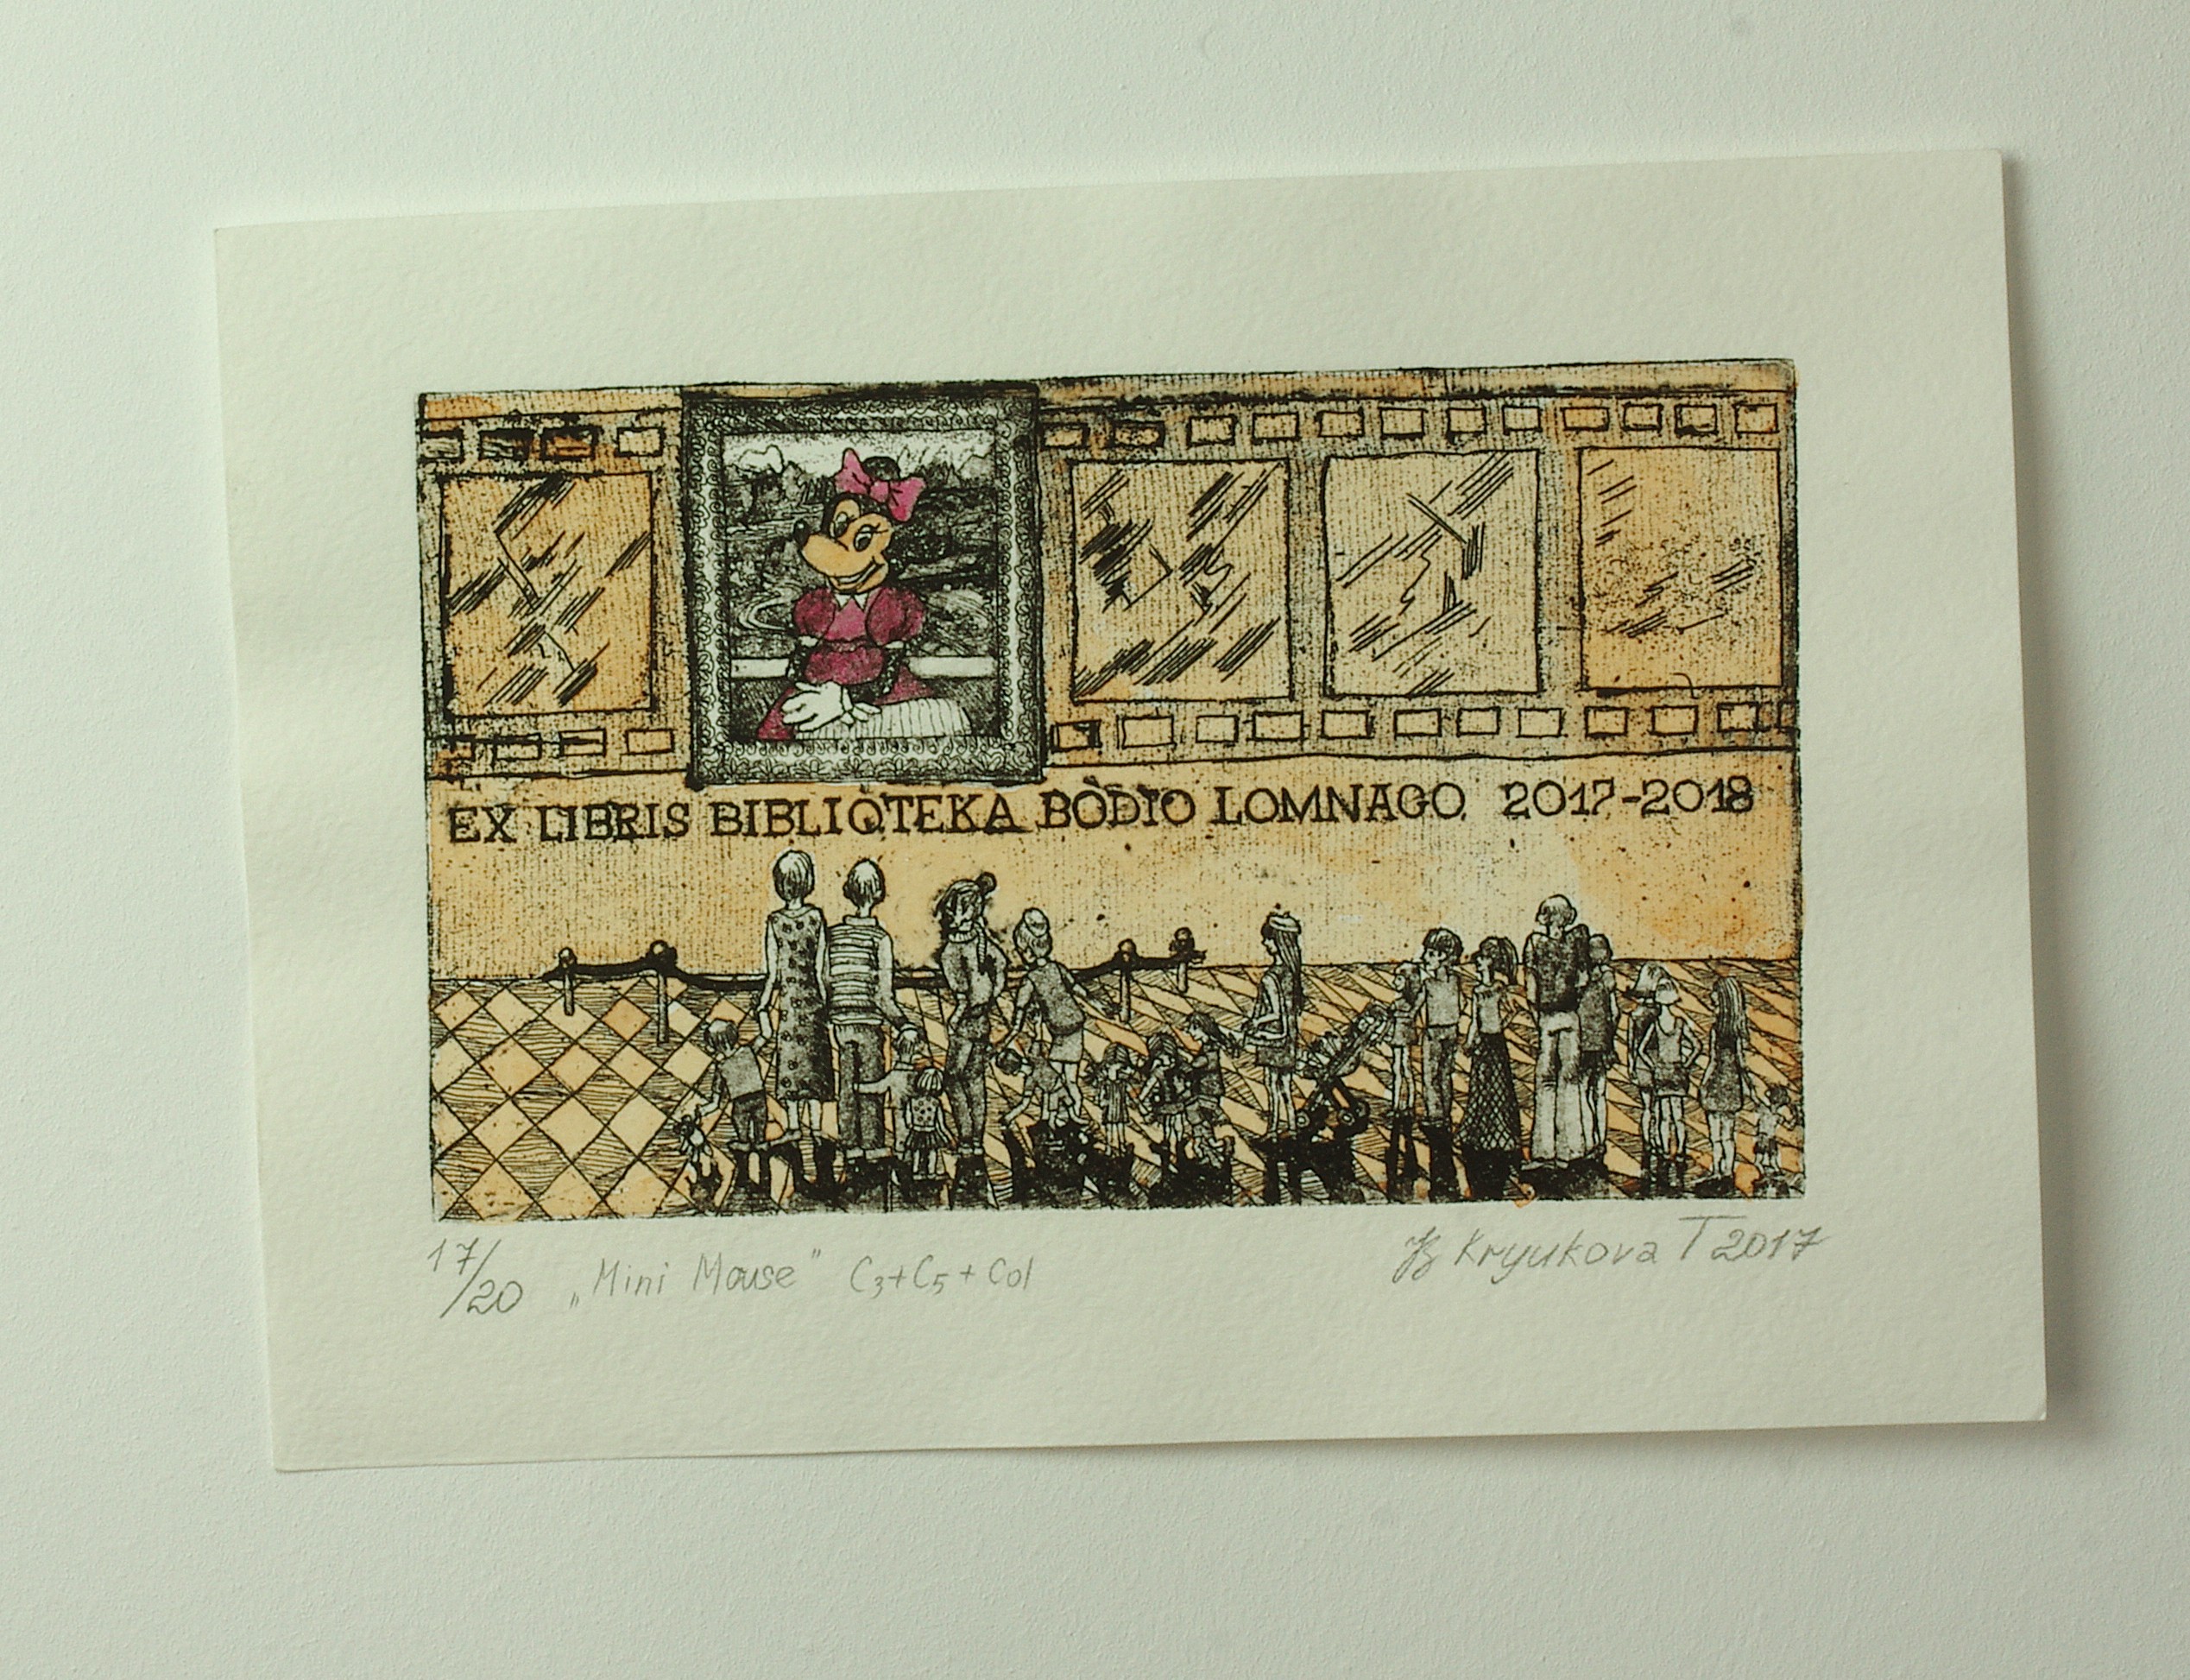 EX LIBRIS BIBLIOTEKA BODIO LOMNAGO 2017-2018
17/20 „Mini Mouse” C3+C5+Col Kryukova T 2017